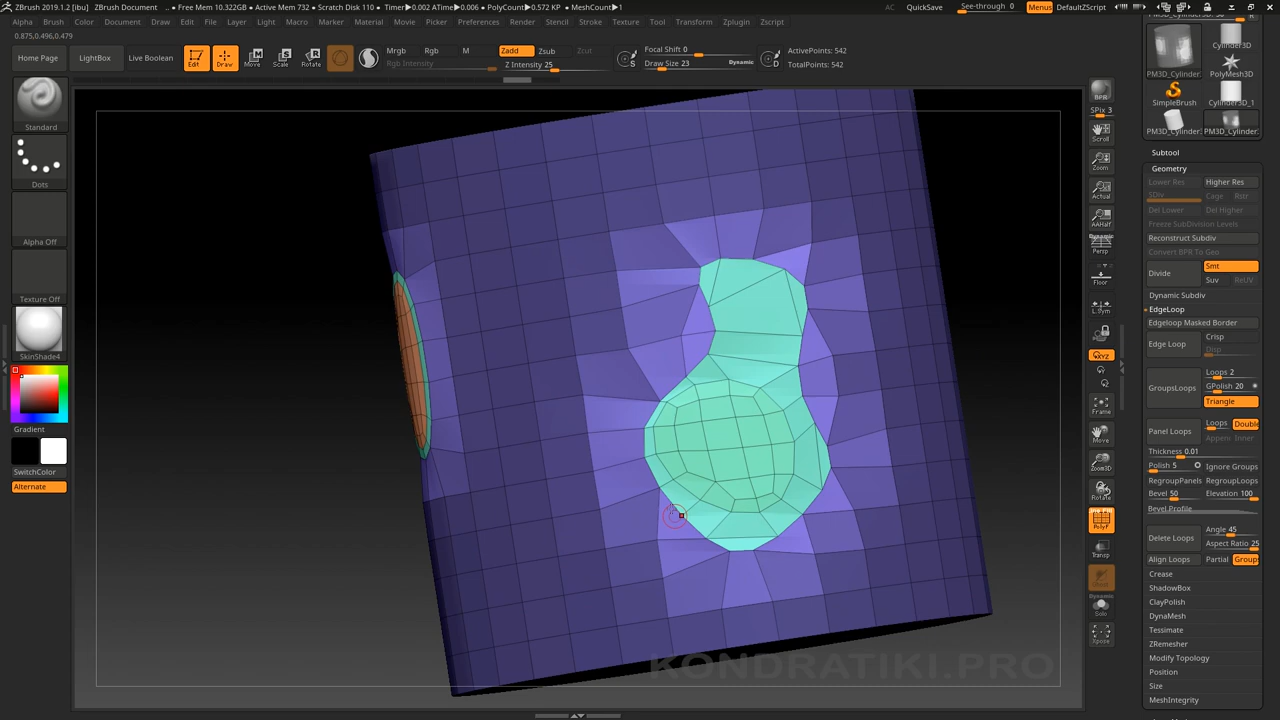 ZBrush 2019.1.2 [ibu] ZBrush Document .. • Free Mem 10.322GB • Active Mem 732 • Scratch Disk 110 • Timer▶0.002 ATime▶0.006 • PolyCount▶0.572 KP • MeshCount▶1
AC QuickSave See-through 0 Menus DefaultZScript
Alpha Brush Color Document Draw Edit File Layer Light Macro Marker Material Movie Picker Preferences Render Stencil Stroke Texture Tool Transform Zplugin Zscript
0.875,0.496,0.479
Home Page LightBox Live Boolean
Edit Draw Move Scale Rotate
Mrgb Rgb M
Rgb Intensity
Zadd Zsub Zcut
Z Intensity 25
Focal Shift 0
Draw Size 23 Dynamic
S
D
ActivePoints: 542
TotalPoints: 542
Standard
Dots
Alpha Off
Texture Off
SkinShade4
Gradient
SwitchColor
Alternate
BPR
SPix 3
Scroll
Zoom
Actual
AAHalf
Dynamic
Persp
Floor
L.Sym
XYZ
Frame
Move
Zoom3D
Rotate
PolyF
Transp
Dynamic
Solo
Xpose
PM3D_Cylinder
Cylinder3D
PolyMesh3D
SimpleBrush
Cylinder3D_1
PM3D_Cylinder:
PM3D_Cylinder:
Subtool
Geometry
Lower Res Higher Res
SDiv Cage Rstr
Del Lower Del Higher
Freeze SubDivision Levels
Reconstruct Subdiv
Convert BPR To Geo
Divide Smt
Suv ReUV
Dynamic Subdiv
EdgeLoop
Edgeloop Masked Border
Edge Loop Crisp
Disp
GroupsLoops Loops 2
GPolish 20
Triangle
Panel Loops Loops Double
Append Inner
Thickness 0.01
Polish 5 Ignore Groups
RegroupPanels RegroupLoops
Bevel 50 Elevation 100
Bevel Profile
Delete Loops Angle 45
Aspect Ratio 25
Align Loops Partial Groups
Crease
ShadowBox
ClayPolish
DynaMesh
Tessimate
ZRemesher
Modify Topology
Position
Size
MeshIntegrity
KONDRATIKI.PRO